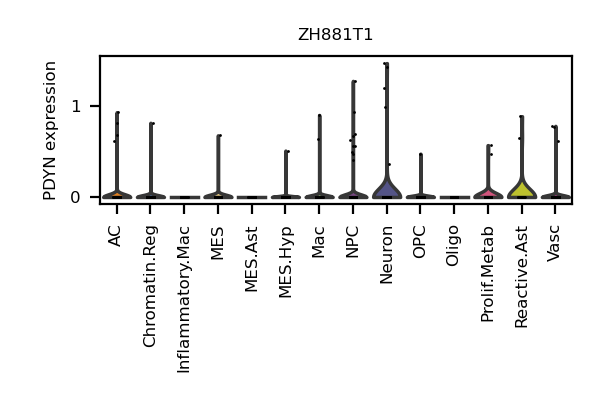 ZH881T1
PDYN expression
1
0
AC
Chromatin.Reg
Inflammatory.Mac
MES
MES.Ast
MES.Hyp
Mac
NPC
Neuron
OPC
Oligo
Prolif.Metab
Reactive.Ast
Vasc